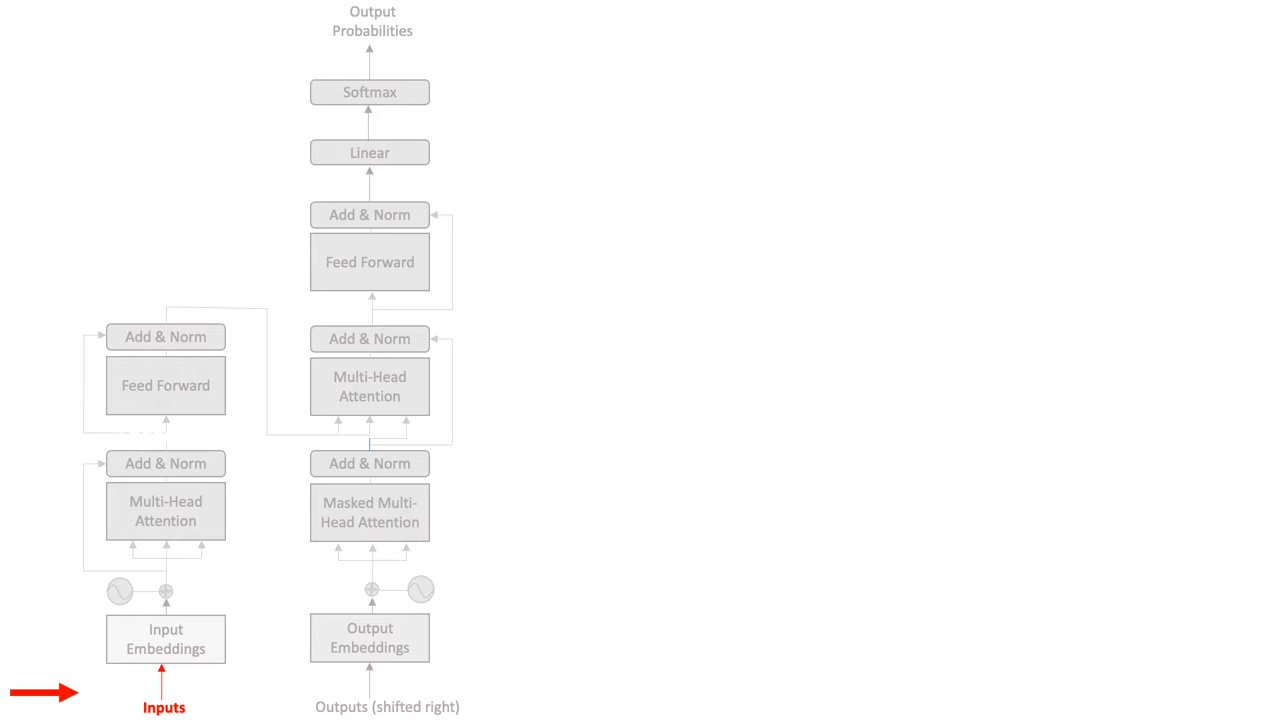 Output
Probabilities
Softmax
Linear
Add & Norm
Feed Forward
Add & Norm
Multi-Head
Attention
Add & Norm
Masked Multi-
Head Attention
Output
Embeddings
Outputs (shifted right)
Add & Norm
Feed Forward
Add & Norm
Multi-Head
Attention
Input
Embeddings
Inputs